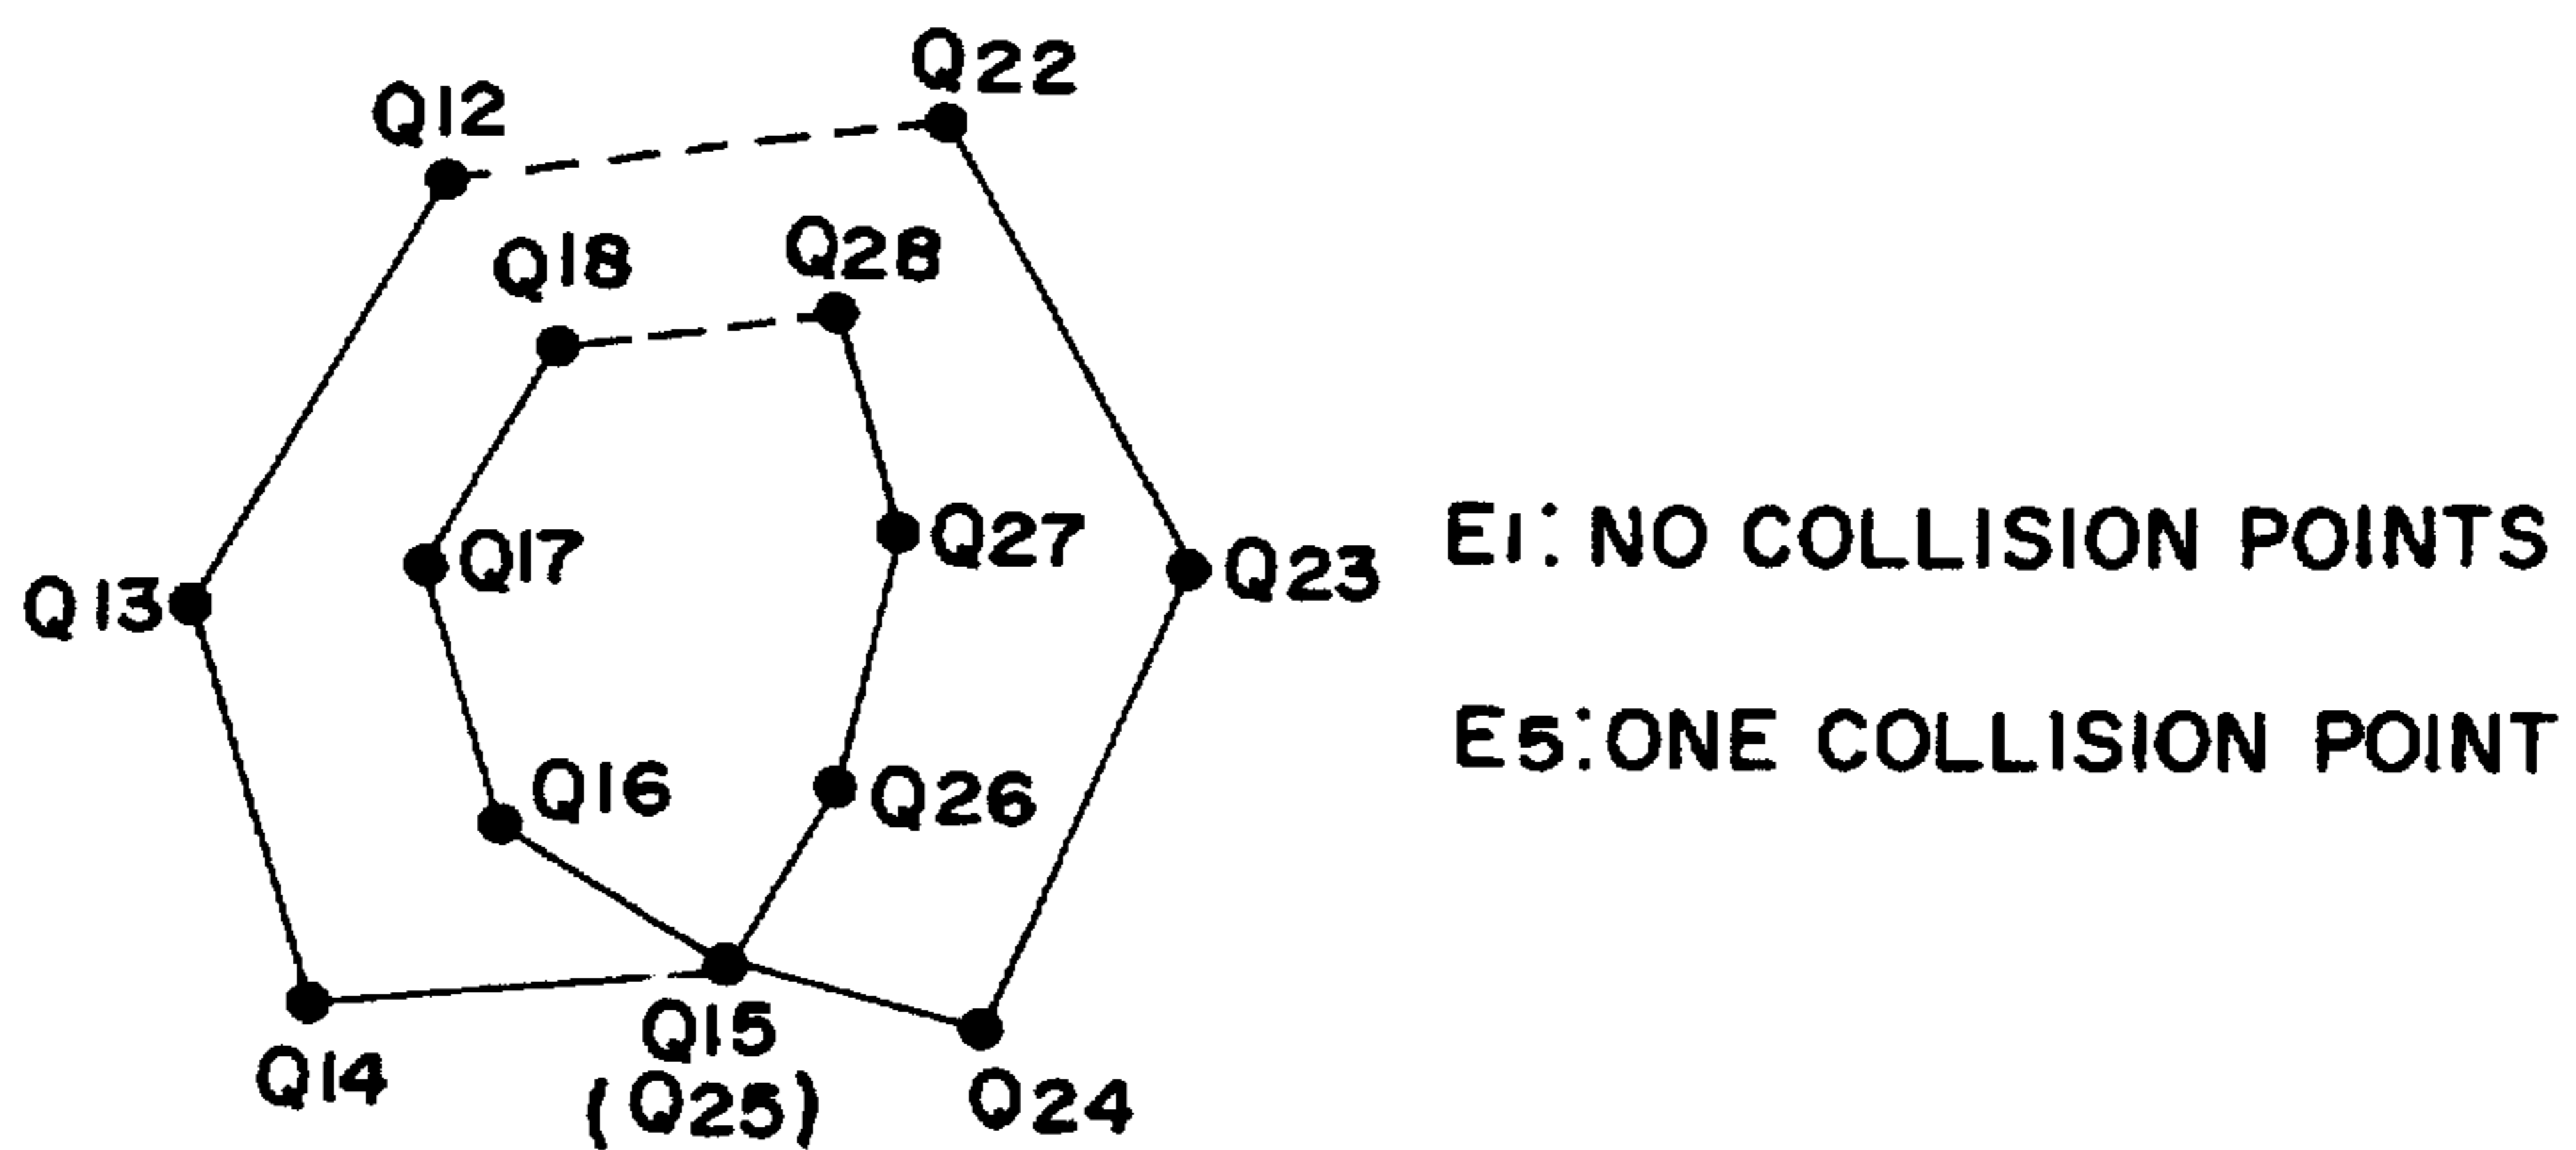 Q22
Q12
Q28
Q18
Q27
Q17
Q23
Q13
E1: NO COLLISION POINTS
E5: ONE COLLISION POINT
Q16
Q26
Q15
(Q25)
Q14
Q24